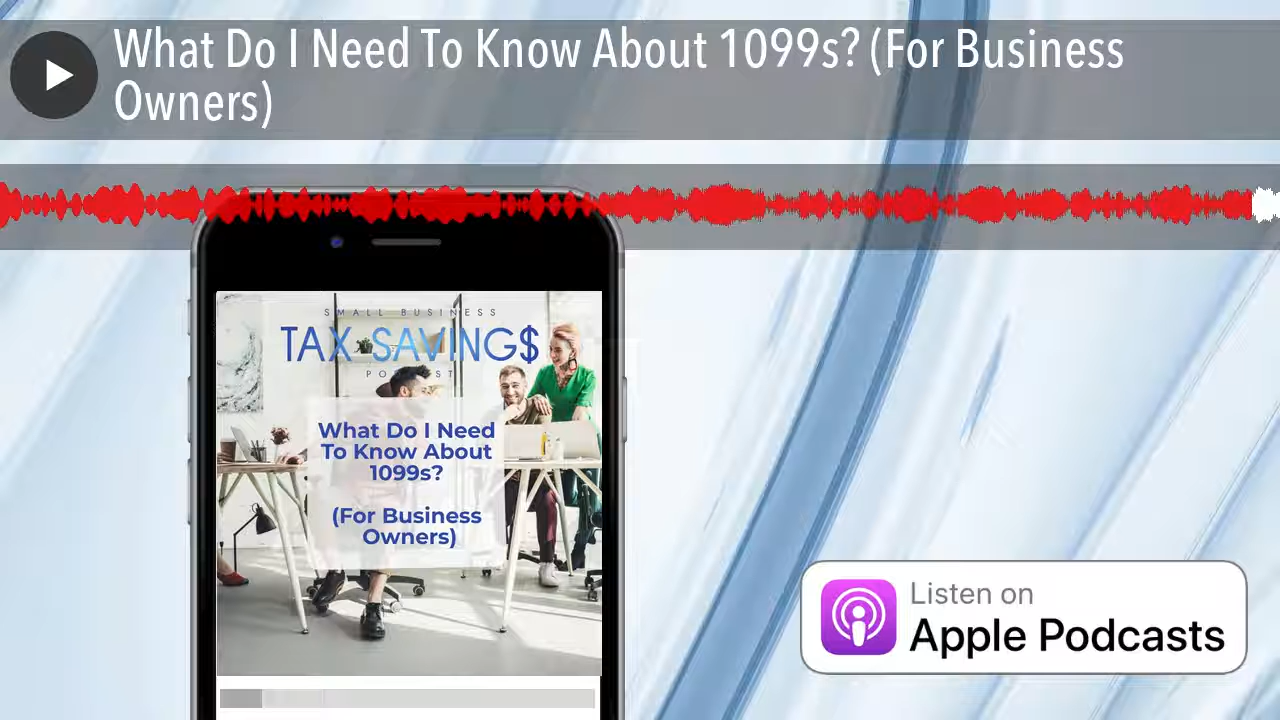 What Do I Need To Know About 1099s? (For Business
Owners)
SMALL BUSINESS
TAX SAVING$
PODCAST
What Do I Need
To Know About
1099s?
(For Business
Owners)
Listen on
Apple Podcasts